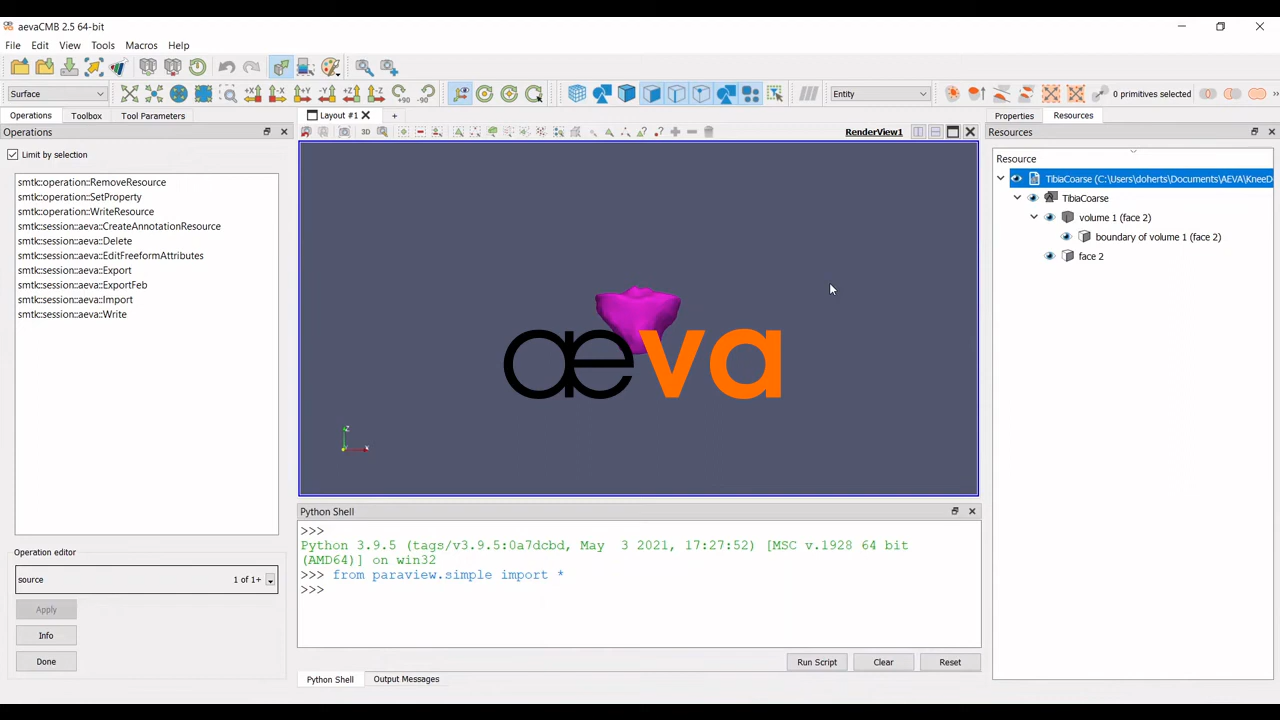 aevaCMB 2.5 64-bit
File Edit View Tools Macros Help
Surface
Entity
0 primitives selected
Operations Toolbox Tool Parameters
Layout #1
Properties Resources
Operations
3D
RenderView1
Resources
Limit by selection
smtk::operation::RemoveResource
smtk::operation::SetProperty
smtk::operation::WriteResource
smtk::session::aeva::CreateAnnotationResource
smtk::session::aeva::Delete
smtk::session::aeva::EditFreeformAttributes
smtk::session::aeva::Export
smtk::session::aeva::ExportFeb
smtk::session::aeva::Import
smtk::session::aeva::Write
Operation editor
source 1 of 1+
Apply
Info
Done
æva
Z
X
Python Shell
>>>
Python 3.9.5 (tags/v3.9.5:0a7dcbd, May  3 2021, 17:27:52) [MSC v.1928 64 bit
(AMD64)] on win32
>>> from paraview.simple import *
>>>
Run Script Clear Reset
Python Shell Output Messages
Resource
TibiaCoarse (C:\Users\doherts\Documents\AEVA\KneeD
TibiaCoarse
volume 1 (face 2)
boundary of volume 1 (face 2)
face 2